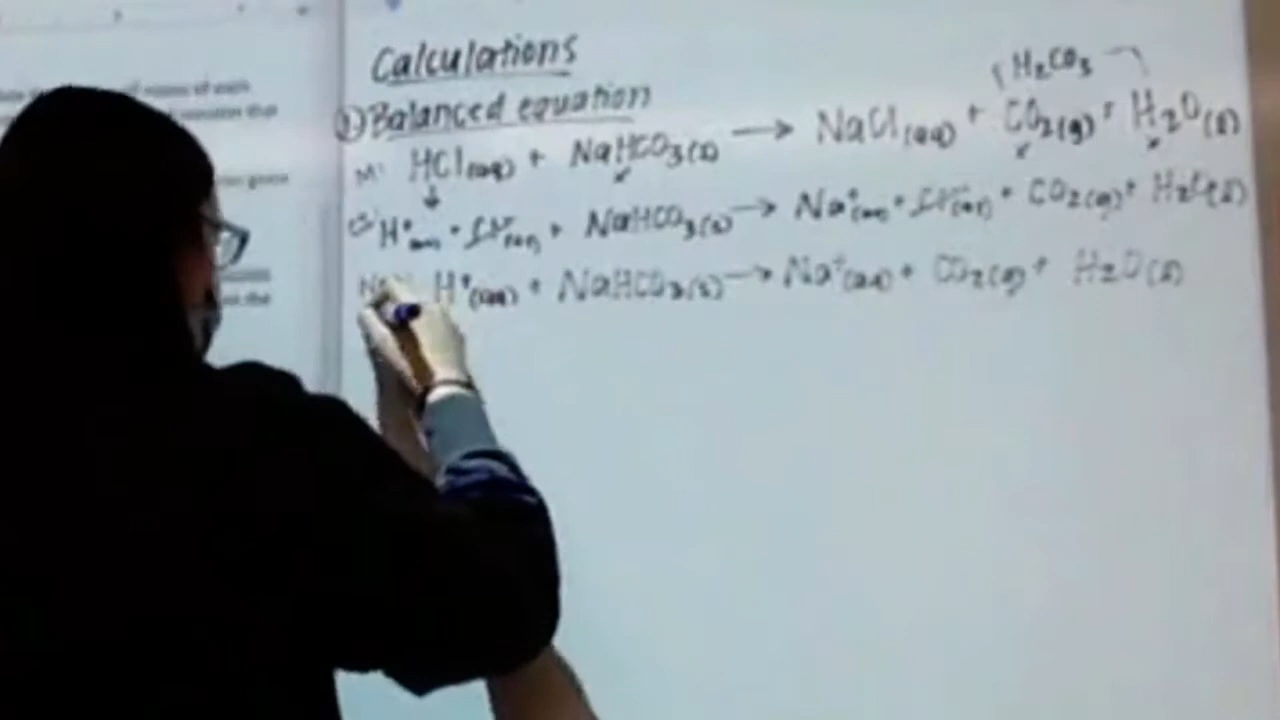 Calculations
H₂CO₃
① Balanced equation
M: HCl(aq) + NaHCO₃(s) → NaCl(aq) + CO₂(g) + H₂O(l)
H⁺(aq) + Cl⁻(aq) + NaHCO₃(s) → Na⁺(aq) + Cl⁻(aq) + CO₂(g) + H₂O(l)
H⁺(aq) + NaHCO₃(s) → Na⁺(aq) + CO₂(g) + H₂O(l)